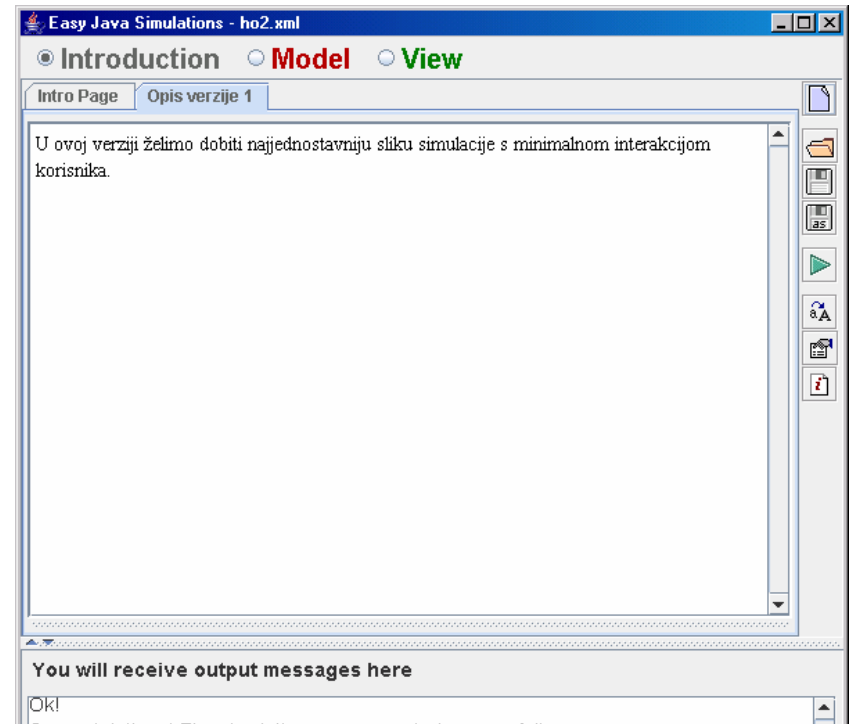 Easy Java Simulations - ho2.xml
Introduction Model View
Intro Page Opis verzije 1
U ovoj verziji želimo dobiti najjednostavniju sliku simulacije s minimalnom interakcijom
korisnika.
as
a A
i
You will receive output messages here
Ok!